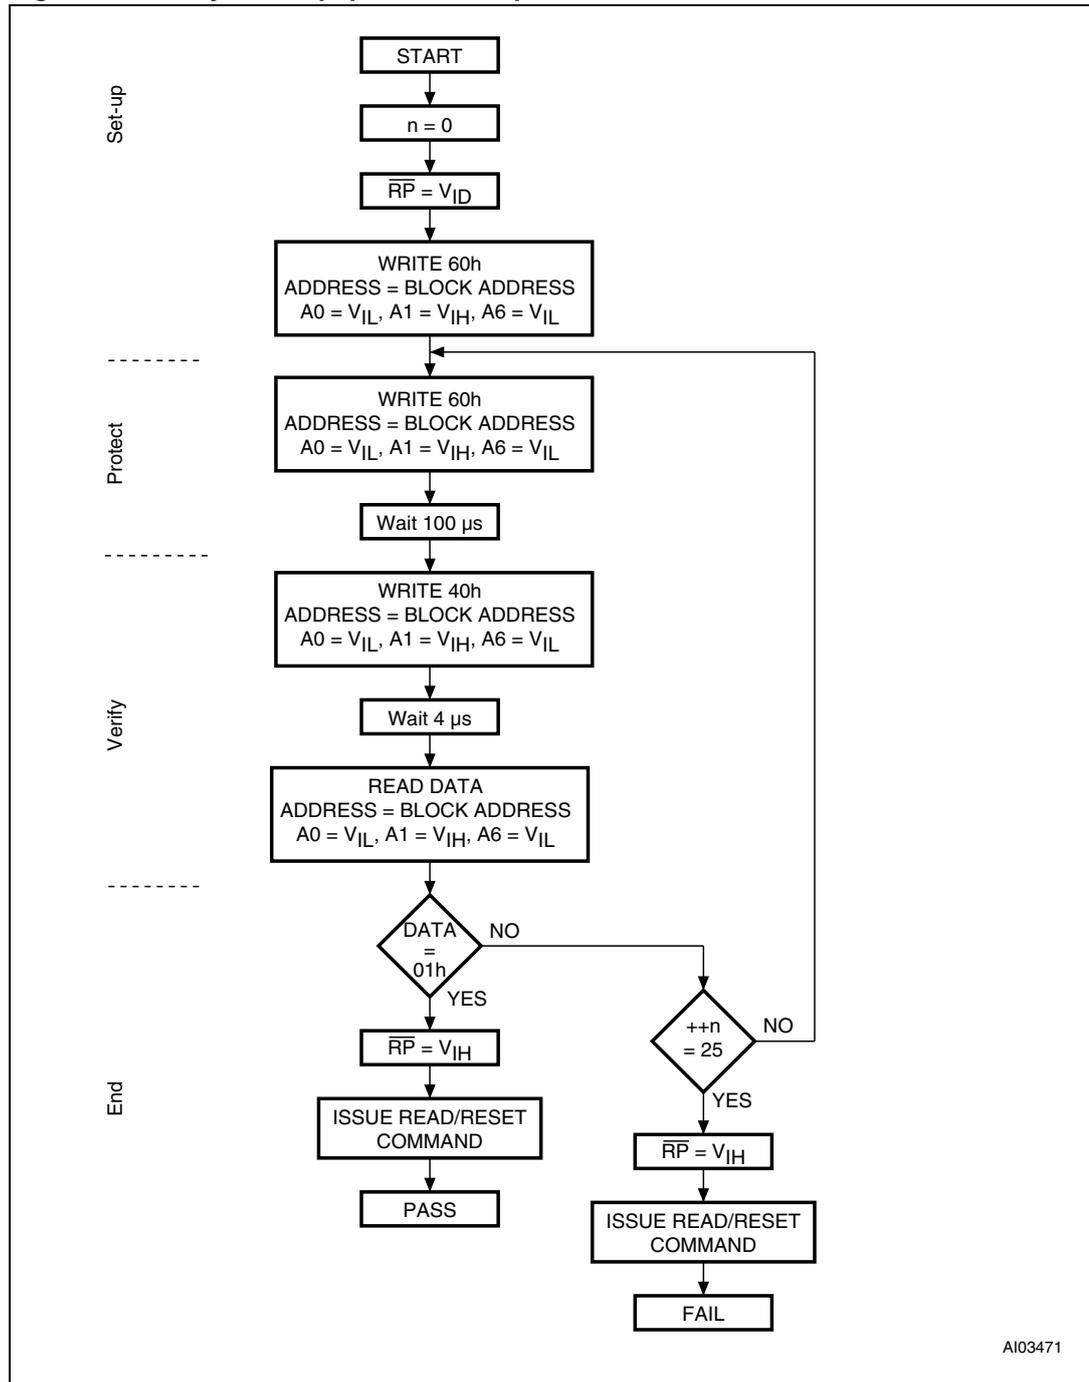 START
n = 0
RP = VID
WRITE 60h
ADDRESS = BLOCK ADDRESS
A0 = VIL, A1 = VIH, A6 = VIL
Set-up
WRITE 60h
ADDRESS = BLOCK ADDRESS
A0 = VIL, A1 = VIH, A6 = VIL
Wait 100 µs
Protect
WRITE 40h
ADDRESS = BLOCK ADDRESS
A0 = VIL, A1 = VIH, A6 = VIL
Wait 4 µs
READ DATA
ADDRESS = BLOCK ADDRESS
A0 = VIL, A1 = VIH, A6 = VIL
Verify
DATA
=
01h
NO
YES
++n
= 25
NO
YES
RP = VIH
ISSUE READ/RESET
COMMAND
PASS
RP = VIH
ISSUE READ/RESET
COMMAND
FAIL
End
AI03471